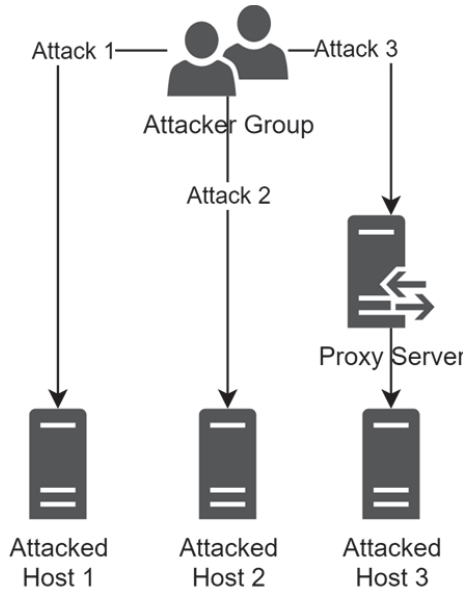 Attack 1
Attack 3
Attacker Group
Attack 2
Proxy Server
Attacked
Host 1
Attacked
Host 2
Attacked
Host 3